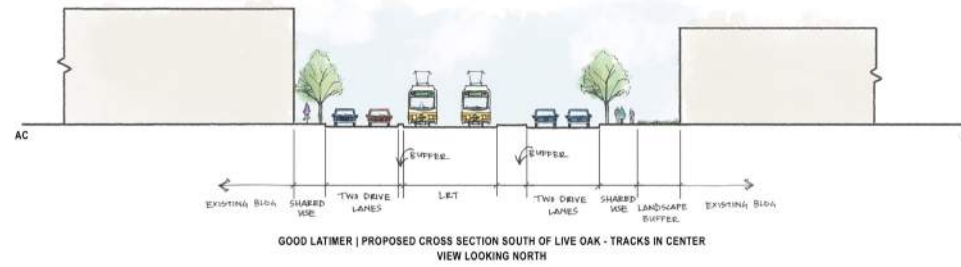 AC
BUFFER
BUFFER
EXISTING BLDG
SHARED
USE
TWO DRIVE
LANES
LRT
TWO DRIVE
LANES
SHARED
USE
LANDSCAPE
BUFFER
EXISTING BLDG
GOOD LATIMER | PROPOSED CROSS SECTION SOUTH OF LIVE OAK - TRACKS IN CENTER
VIEW LOOKING NORTH